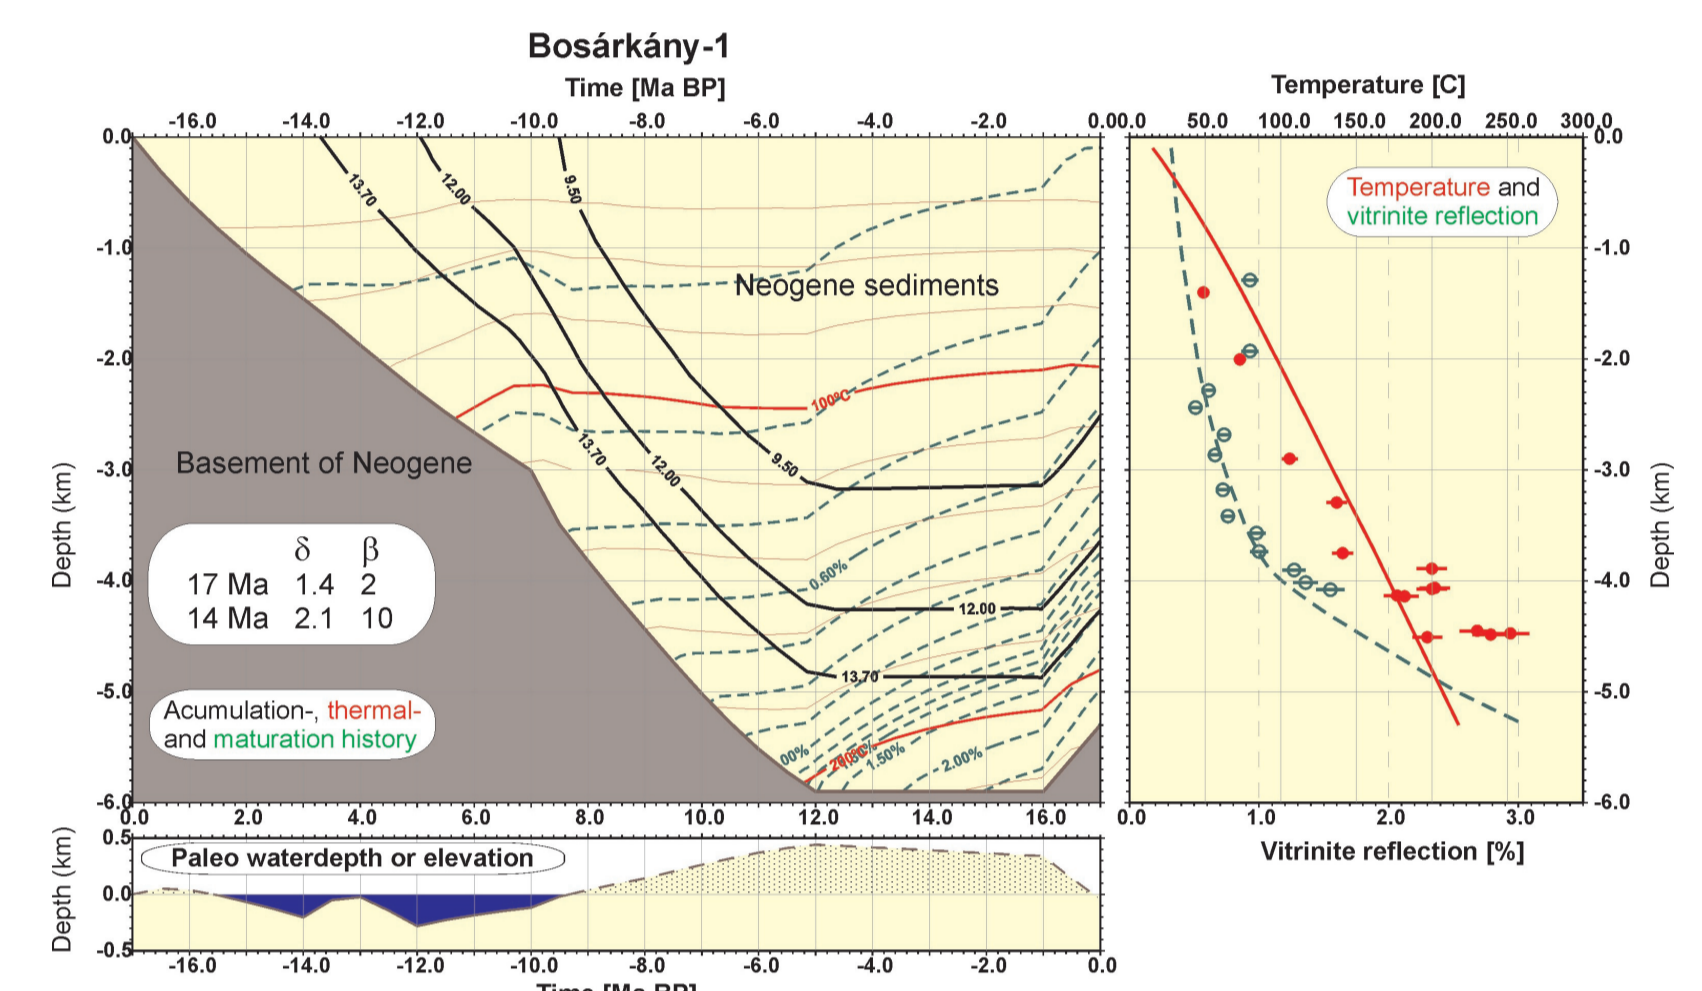 Bosárkány-1
Time [Ma BP]
-16.0 -14.0 -12.0 -10.0 -8.0 -6.0 -4.0 -2.0 0.0
Temperature [C]
0.0 50.0 100.0 150.0 200.0 250.0 300.0
0.0
-1.0
-2.0
-3.0
-4.0
-5.0
-6.0
Depth (km)
13.70
12.00
9.50
Neogene sediments
100°C
13.70
12.00
9.50
0.60%
12.00
13.70
00%
200°C
1.50%
2.00%
Basement of Neogene
δ β
17 Ma 1.4 2
14 Ma 2.1 10
Acumulation-, thermal-
and maturation history
0.0 2.0 4.0 6.0 8.0 10.0 12.0 14.0 16.0
Temperature and
vitrinite reflection
0.0
-1.0
-2.0
-3.0
-4.0
-5.0
-6.0
Depth (km)
0.0 1.0 2.0 3.0
Vitrinite reflection [%]
Paleo waterdepth or elevation
0.5
0.0
-0.5
Depth (km)
-16.0 -14.0 -12.0 -10.0 -8.0 -6.0 -4.0 -2.0 0.0
Time [Ma BP]